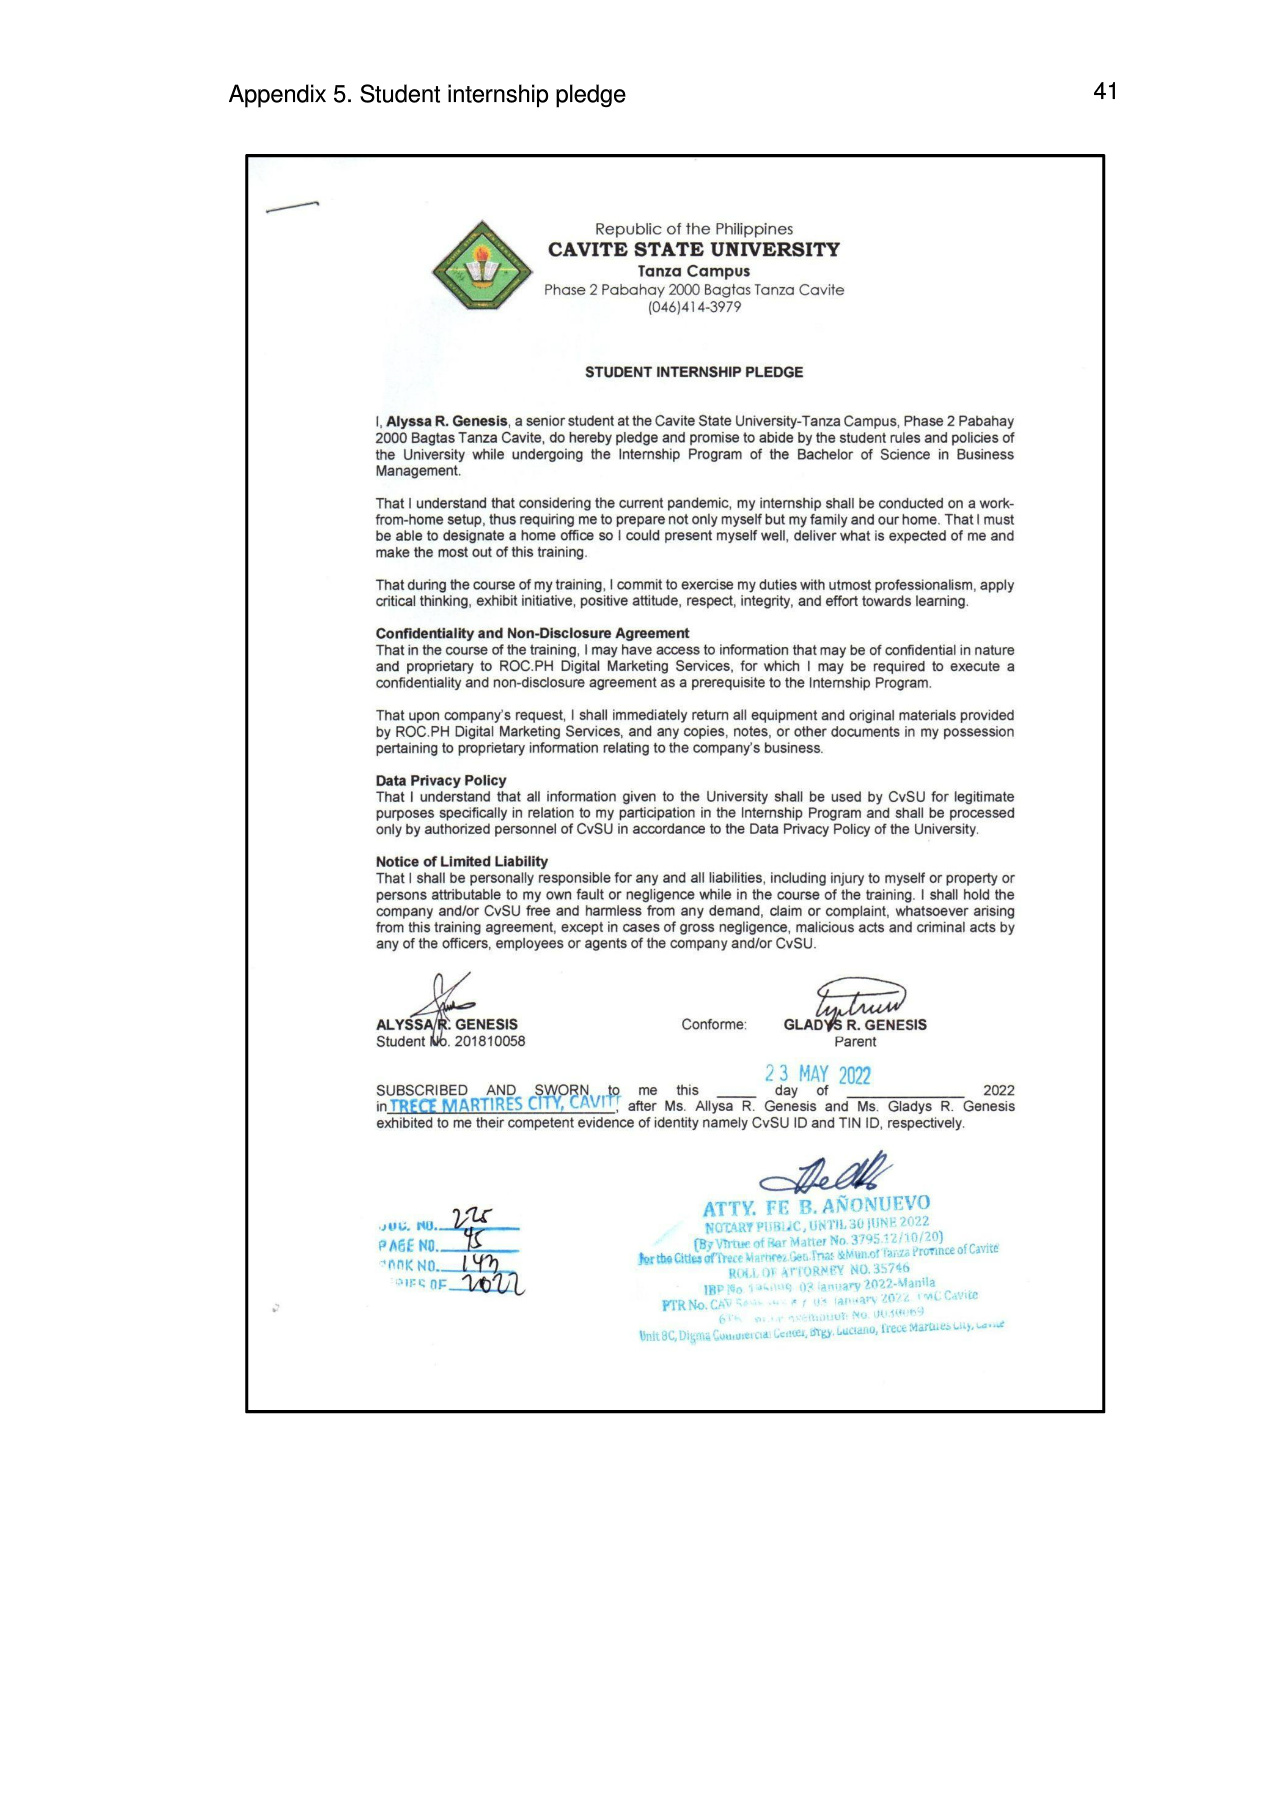 Appendix 5. Student internship pledge
41
Republic of the Philippines
CAVITE STATE UNIVERSITY
Tanza Campus
Phase 2 Pabahay 2000 Bagtas Tanza Cavite
(046)414-3979
STUDENT INTERNSHIP PLEDGE
I, Alyssa R. Genesis, a senior student at the Cavite State University-Tanza Campus, Phase 2 Pabahay
2000 Bagtas Tanza Cavite, do hereby pledge and promise to abide by the student rules and policies of
the University while undergoing the Internship Program of the Bachelor of Science in Business
Management.
That I understand that considering the current pandemic, my internship shall be conducted on a work-
from-home setup, thus requiring me to prepare not only myself but my family and our home. That I must
be able to designate a home office so I could present myself well, deliver what is expected of me and
make the most out of this training.
That during the course of my training, I commit to exercise my duties with utmost professionalism, apply
critical thinking, exhibit initiative, positive attitude, respect, integrity, and effort towards learning.
Confidentiality and Non-Disclosure Agreement
That in the course of the training, I may have access to information that may be of confidential in nature
and proprietary to ROC.PH Digital Marketing Services, for which I may be required to execute a
confidentiality and non-disclosure agreement as a prerequisite to the Internship Program.
That upon company's request, I shall immediately return all equipment and original materials provided
by ROC.PH Digital Marketing Services, and any copies, notes, or other documents in my possession
pertaining to proprietary information relating to the company's business.
Data Privacy Policy
That I understand that all information given to the University shall be used by CvSU for legitimate
purposes specifically in relation to my participation in the Internship Program and shall be processed
only by authorized personnel of CvSU in accordance to the Data Privacy Policy of the University.
Notice of Limited Liability
That I shall be personally responsible for any and all liabilities, including injury to myself or property or
persons attributable to my own fault or negligence while in the course of the training. I shall hold the
company and/or CvSU free and harmless from any demand, claim or complaint, whatsoever arising
from this training agreement, except in cases of gross negligence, malicious acts and criminal acts by
any of the officers, employees or agents of the company and/or CvSU.
ALYSSA R. GENESIS Conforme: GLADYS R. GENESIS
Student No. 201810058 Parent
23 MAY 2022
SUBSCRIBED AND SWORN to me this ____ day of ____ 2022
in TRECE MARTIRES CITY, CAVIT, after Ms. Allysa R. Genesis and Ms. Gladys R. Genesis
exhibited to me their competent evidence of identity namely CvSU ID and TIN ID, respectively.
ATTY. FE B. AÑONUEVO
NOTARY PUBLIC, UNTIL 30 JUNE 2022
(By Virtue of Bar Matter No. 3795.12/10/20)
for the Cities of Trece Martirez Gen. Trias & Mun. of Tanza Province of Cavite
ROLL OF ATTORNEY NO. 35746
IBP No. 03 January 2022-Manila
PTR No. CAV January 2022 Cavite
Unit 8C, Digma Commercial Center, Brgy. Luciano, Trece Martires City, Cavite
DOC. NO. 225
PAGE NO. 45
BOOK NO. 143
SERIES OF 2022